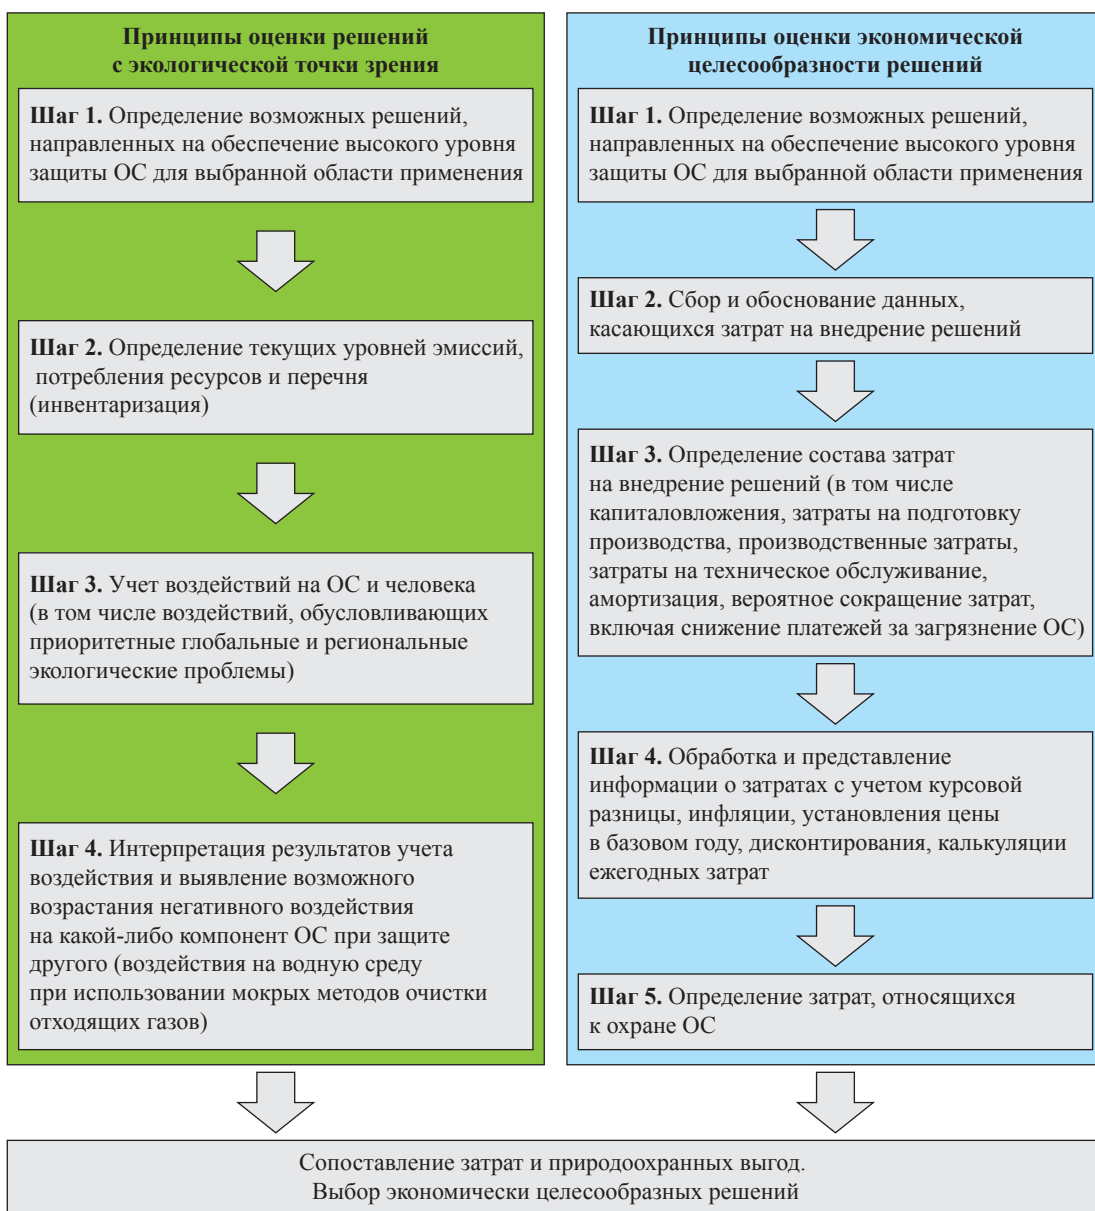 Принципы оценки решений
с экологической точки зрения
Шаг 1. Определение возможных решений,
направленных на обеспечение высокого уровня
защиты ОС для выбранной области применения
Шаг 2. Определение текущих уровней эмиссий,
потребления ресурсов и перечня
(инвентаризация)
Шаг 3. Учет воздействий на ОС и человека
(в том числе воздействий, обусловливающих
приоритетные глобальные и региональные
экологические проблемы)
Шаг 4. Интерпретация результатов учета
воздействия и выявление возможного
возрастания негативного воздействия
на какой-либо компонент ОС при защите
другого (воздействия на водную среду
при использовании мокрых методов очистки
отходящих газов)
Принципы оценки экономической
целесообразности решений
Шаг 1. Определение возможных решений,
направленных на обеспечение высокого уровня
защиты ОС для выбранной области применения
Шаг 2. Сбор и обоснование данных,
касающихся затрат на внедрение решений
Шаг 3. Определение состава затрат
на внедрение решений (в том числе
капиталовложения, затраты на подготовку
производства, производственные затраты,
затраты на техническое обслуживание,
амортизация, вероятное сокращение затрат,
включая снижение платежей за загрязнение ОС)
Шаг 4. Обработка и представление
информации о затратах с учетом курсовой
разницы, инфляции, установления цены
в базовом году, дисконтирования, калькуляции
ежегодных затрат
Шаг 5. Определение затрат, относящихся
к охране ОС
Сопоставление затрат и природоохранных выгод.
Выбор экономически целесообразных решений